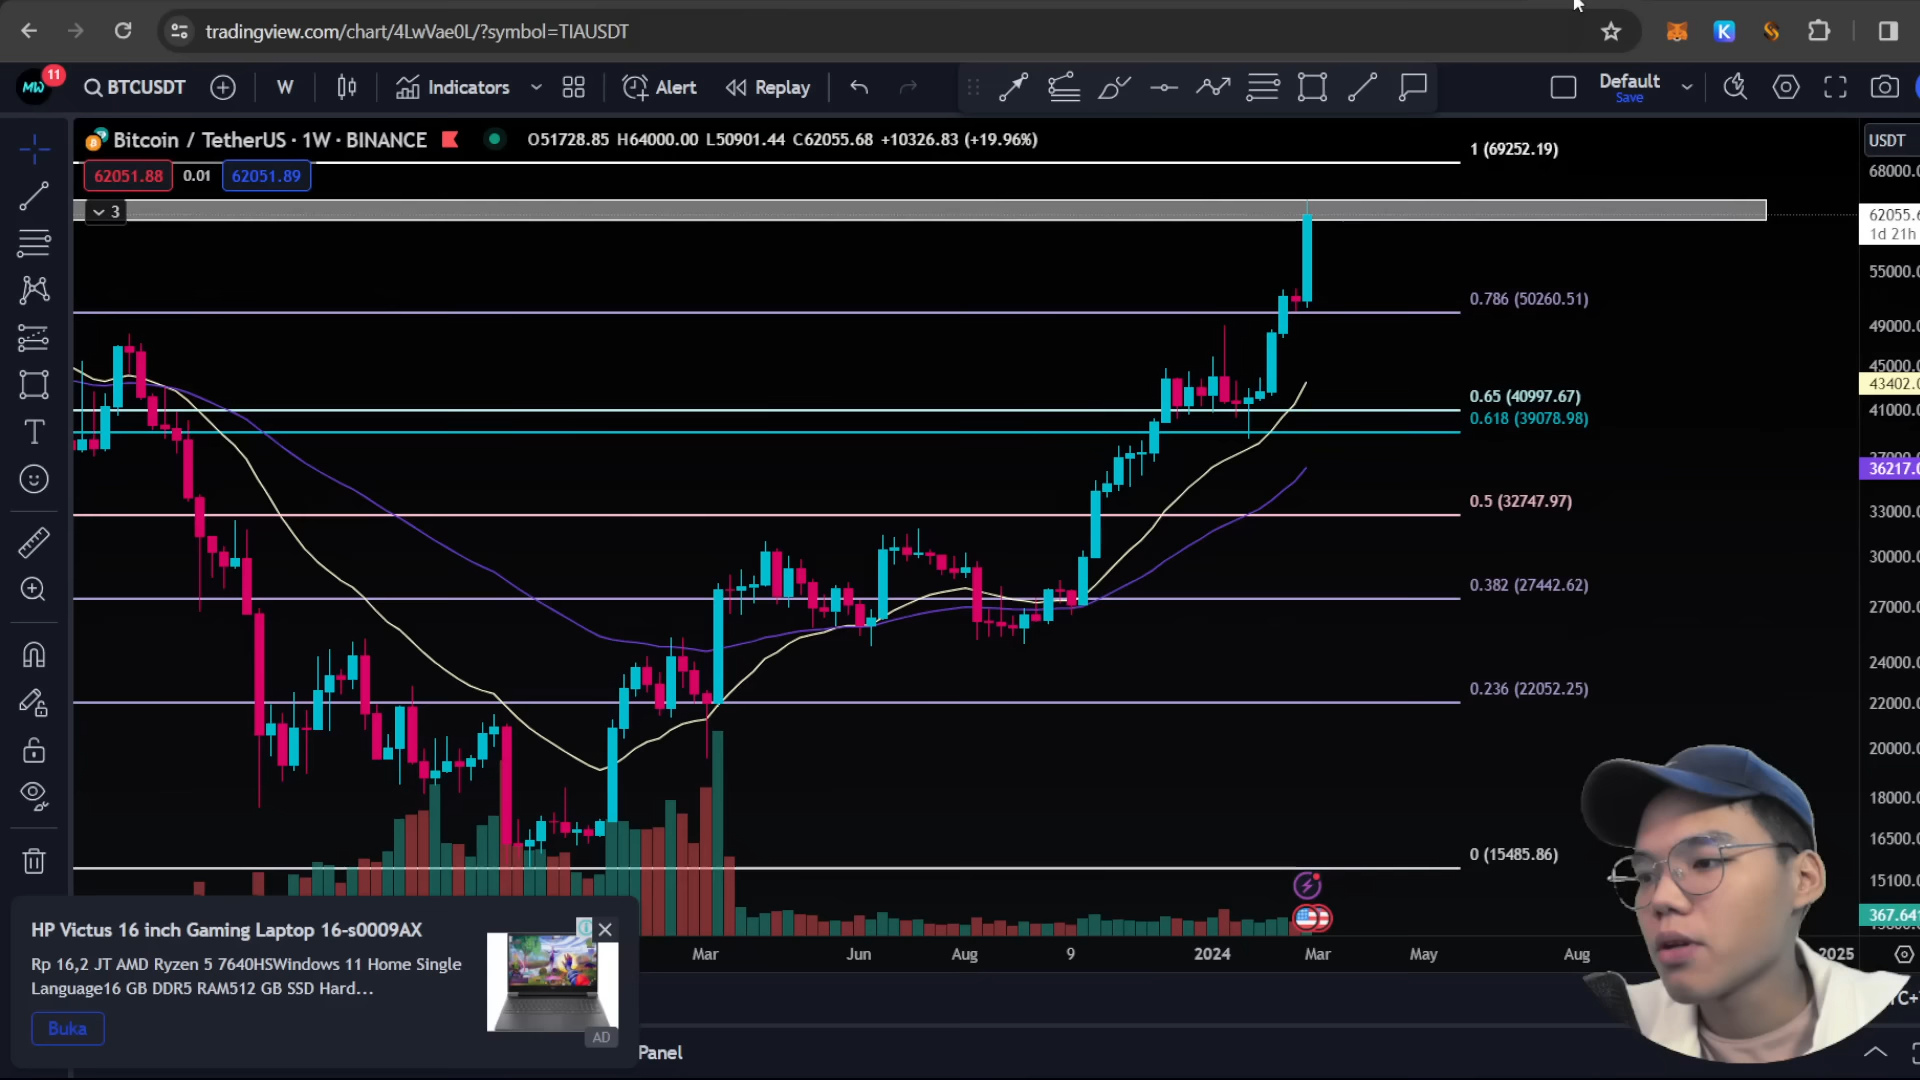 tradingview.com/chart/4LwVae0L/?symbol=TIAUSDT
MW 11
BTCUSDT
W
Indicators
Alert
Replay
Default
Save
Bitcoin / TetherUS · 1W · BINANCE
O51728.85 H64000.00 L50901.44 C62055.68 +10326.83 (+19.96%)
62051.88
0.01
62051.89
3
1 (69252.19)
0.786 (50260.51)
0.65 (40997.67)
0.618 (39078.98)
0.5 (32747.97)
0.382 (27442.62)
0.236 (22052.25)
0 (15485.86)
USDT
68000.0
62055.6
1d 21h
55000.0
49000.0
45000.0
43402.0
41000.0
36217.0
33000.0
30000.0
27000.0
24000.0
22000.0
20000.0
18000.0
16500.0
15100.0
367.641
Mar
Jun
Aug
9
2024
Mar
May
Aug
2025
HP Victus 16 inch Gaming Laptop 16-s0009AX
Rp 16,2 JT AMD Ryzen 5 7640HSWindows 11 Home Single
Language16 GB DDR5 RAM512 GB SSD Hard...
Buka
AD
Panel